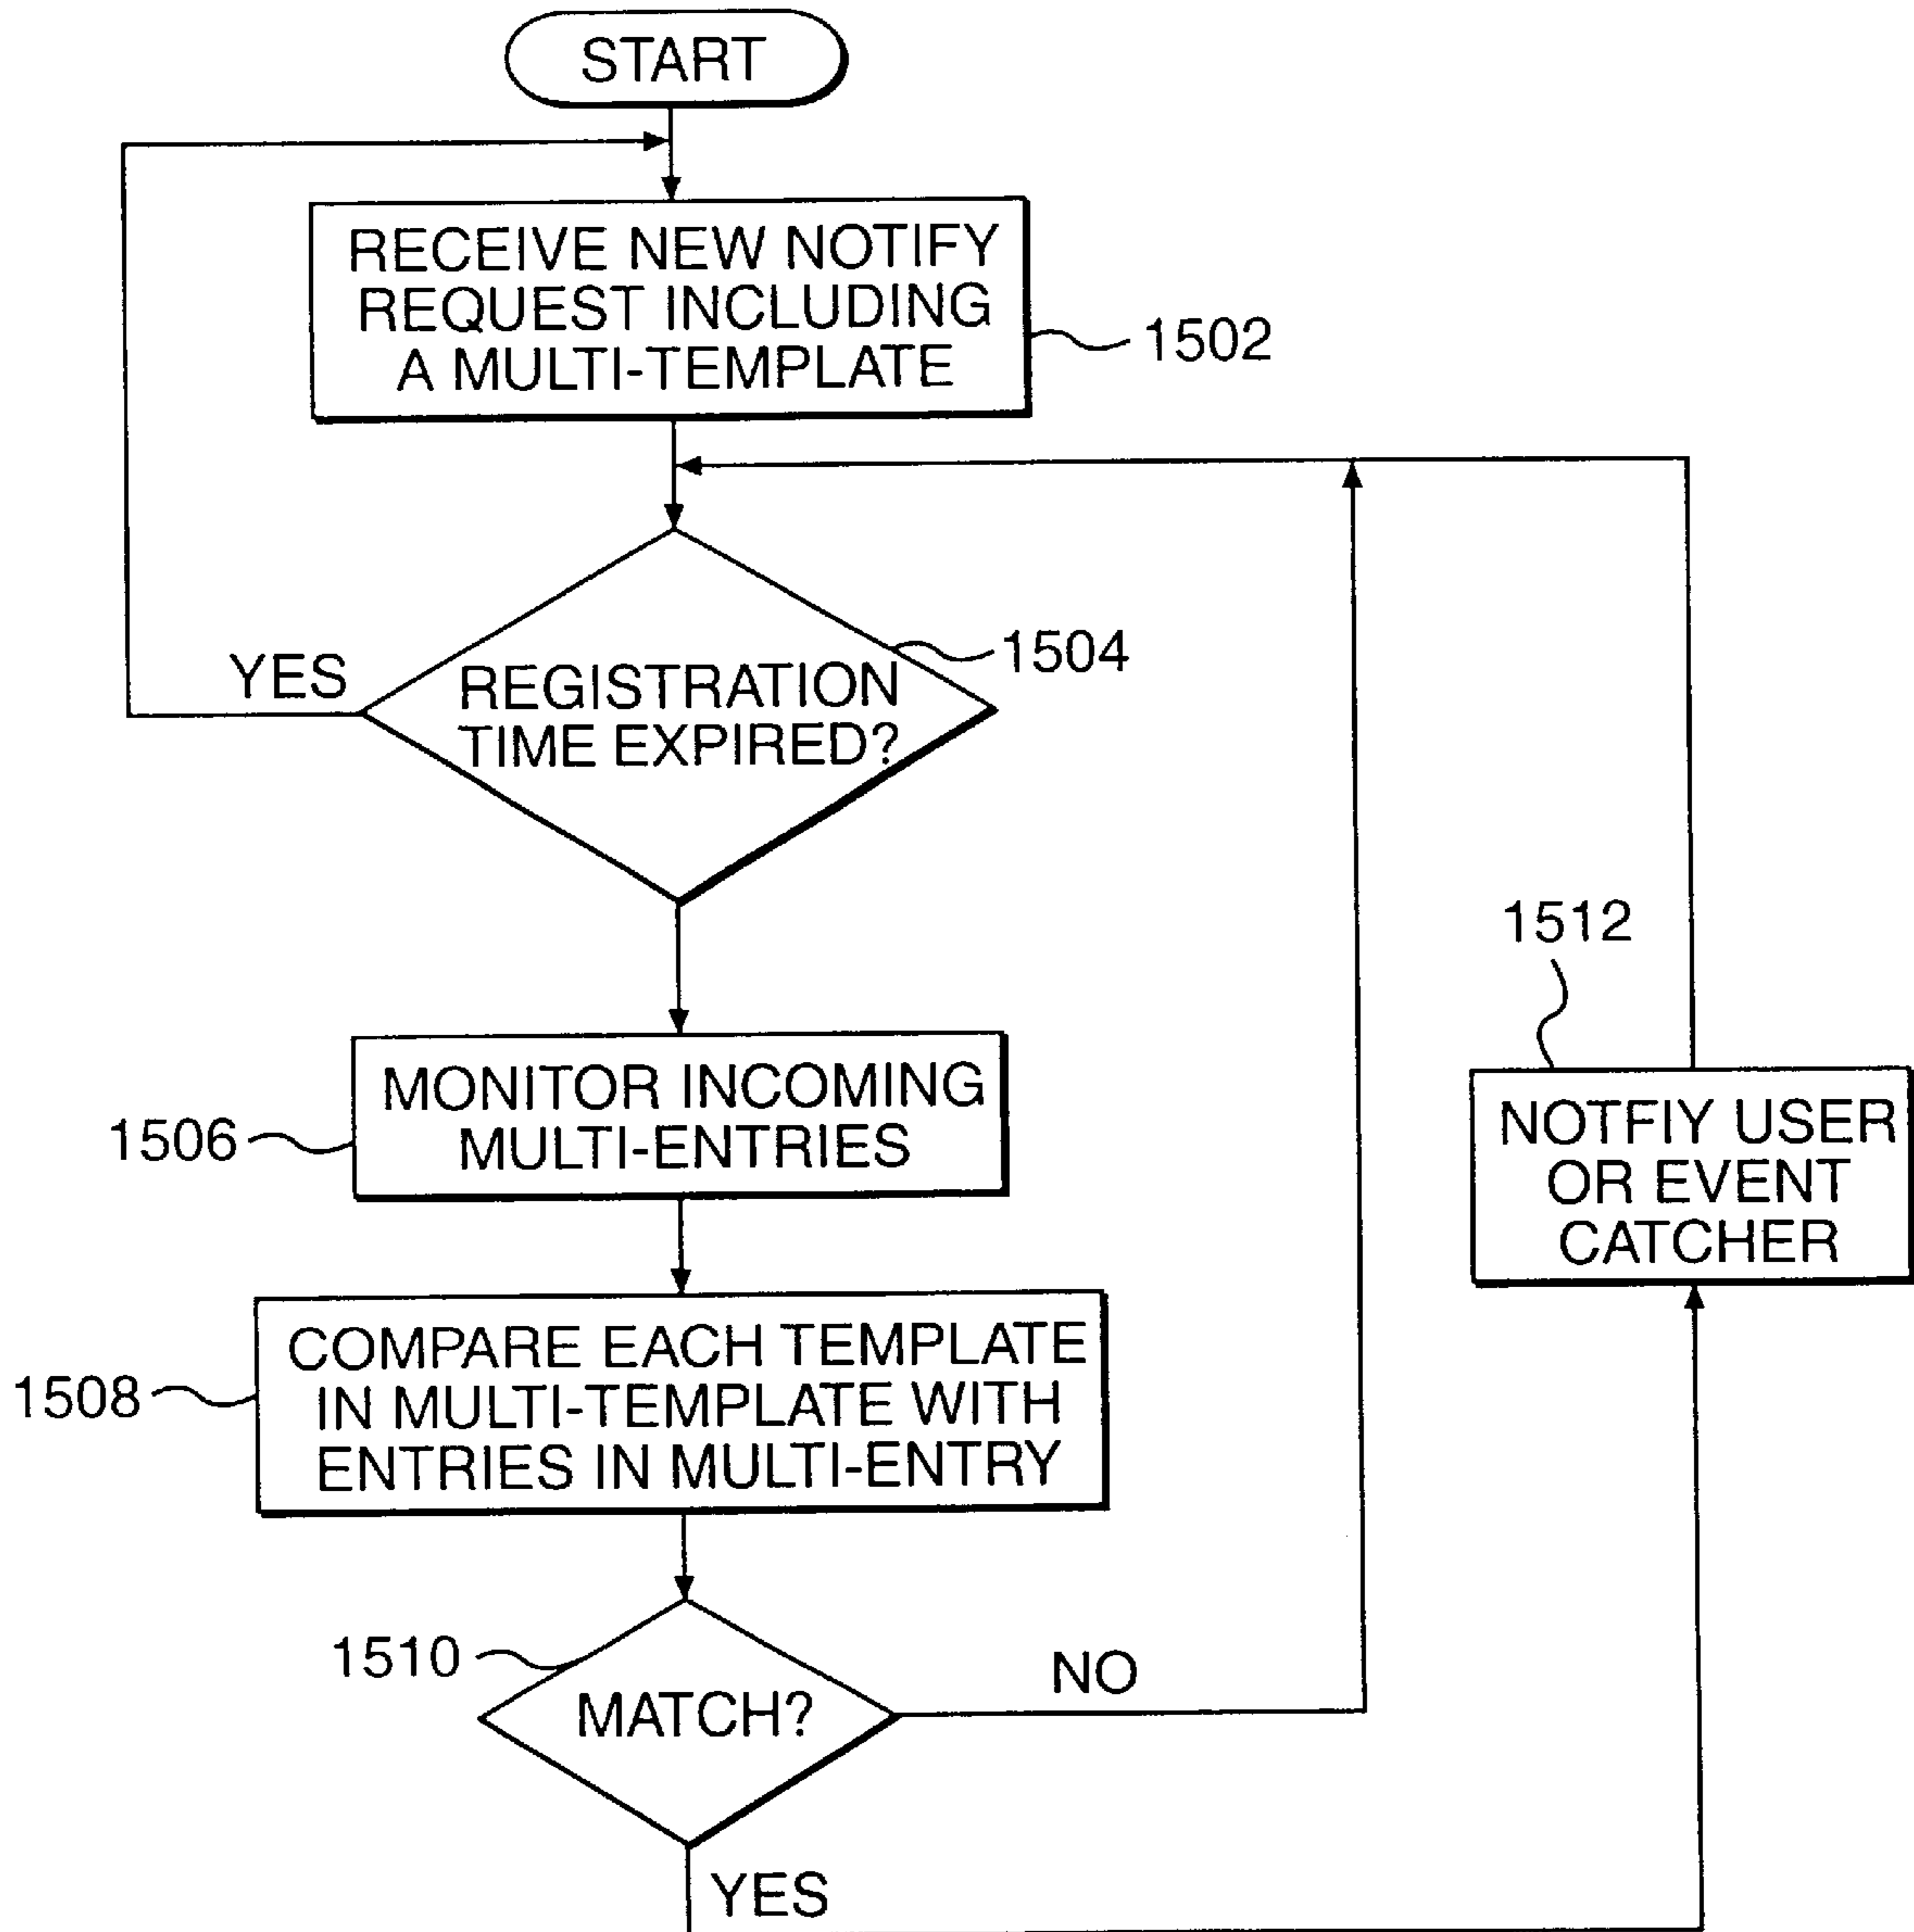 START
RECEIVE NEW NOTIFY
REQUEST INCLUDING
A MULTI-TEMPLATE
1502
1504
YES
REGISTRATION
TIME EXPIRED?
1506
MONITOR INCOMING
MULTI-ENTRIES
1512
NOTFIY USER
OR EVENT
CATCHER
1508
COMPARE EACH TEMPLATE
IN MULTI-TEMPLATE WITH
ENTRIES IN MULTI-ENTRY
1510
MATCH?
NO
YES